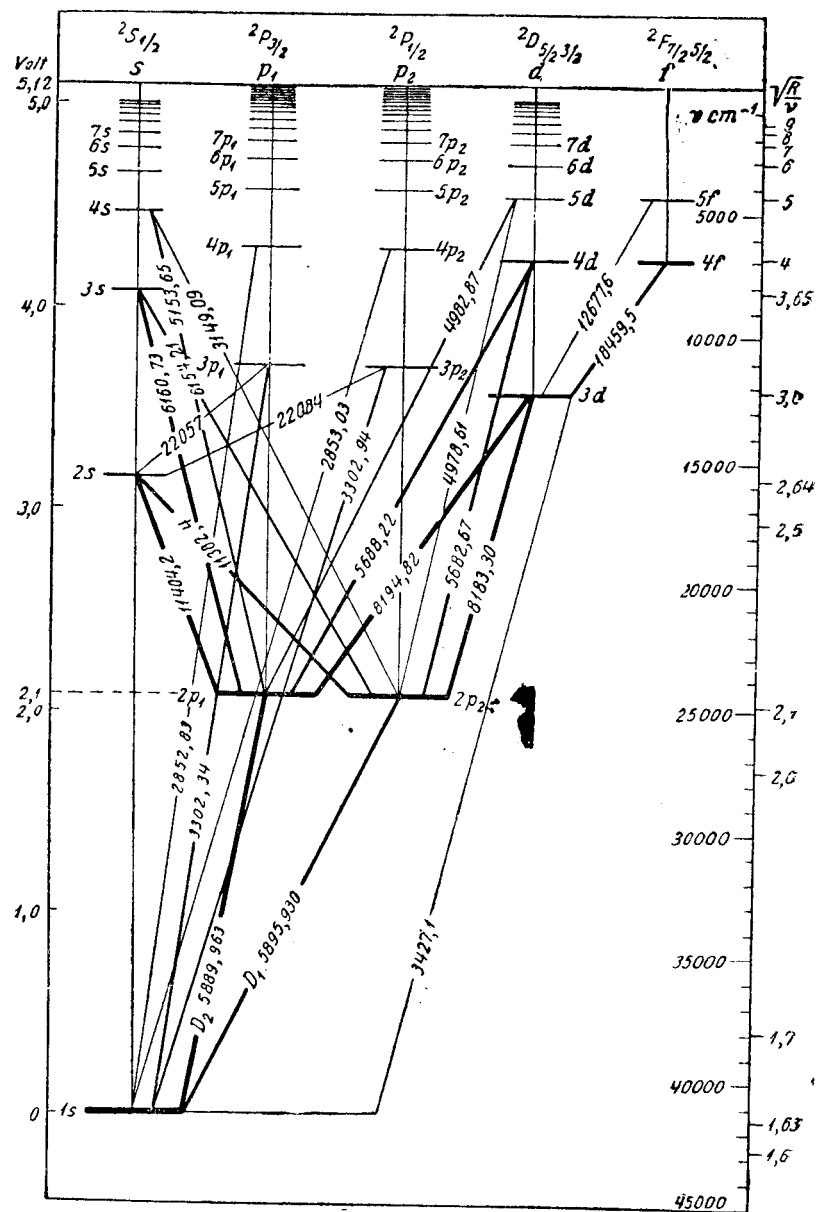 ²S1/2 ²P3/2 ²P1/2 ²D5/2 3/2 ²F7/2 5/2
Volt s p₁ p₂ d f
5,12 √R/ν
5,0 ν cm⁻¹
9
8
7s 7p₁ 7p₂ 7d 7
6s 6p₁ 6p₂ 6d 6
5s 5p₁ 5p₂ 5d 5f 5
4s 5000
4p₁ 4p₂ 4d 4f 4
4,0 3s 3,65
10000
3p₁ 3p₂ 3d 3,0
2s 15000
2,64
3,0 2,5
20000
2,1 2p₁ 2p₂ 2,1
2,0 25000
2,0
30000
1,0
35000
1,7
40000
0 1s
1,63
1,6
45000
5153,65
6154,21
6160,73
3149,09
22057
22084
2853,03
3302,94
4982,87
12677,6
18459,5
11404,2
11382,4
5688,22
8194,82
4978,61
5682,67
8183,30
2852,83
3302,34
D₂ 5889,963
D₁ 5895,930
3427,1